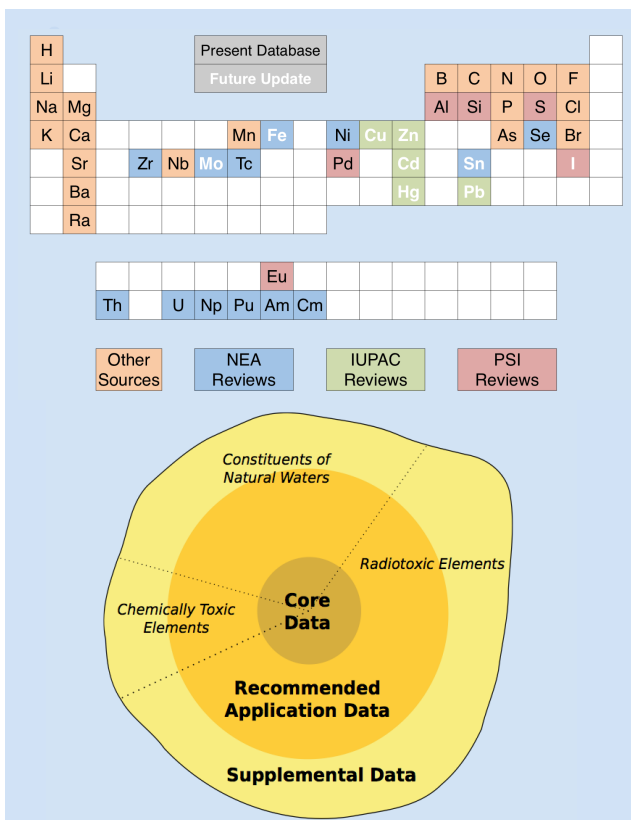 H
Present Database
Li B C N O F
Future Update
Na Mg Al Si P S Cl
K Ca Mn Fe Ni Cu Zn As Se Br
Sr Zr Nb Mo Tc Pd Cd Sn I
Ba Hg Pb
Ra
Eu
Th U Np Pu Am Cm
Other
Sources
NEA
Reviews
IUPAC
Reviews
PSI
Reviews
Constituents of
Natural Waters
Radiotoxic Elements
Chemically Toxic
Elements
Core
Data
Recommended
Application Data
Supplemental Data